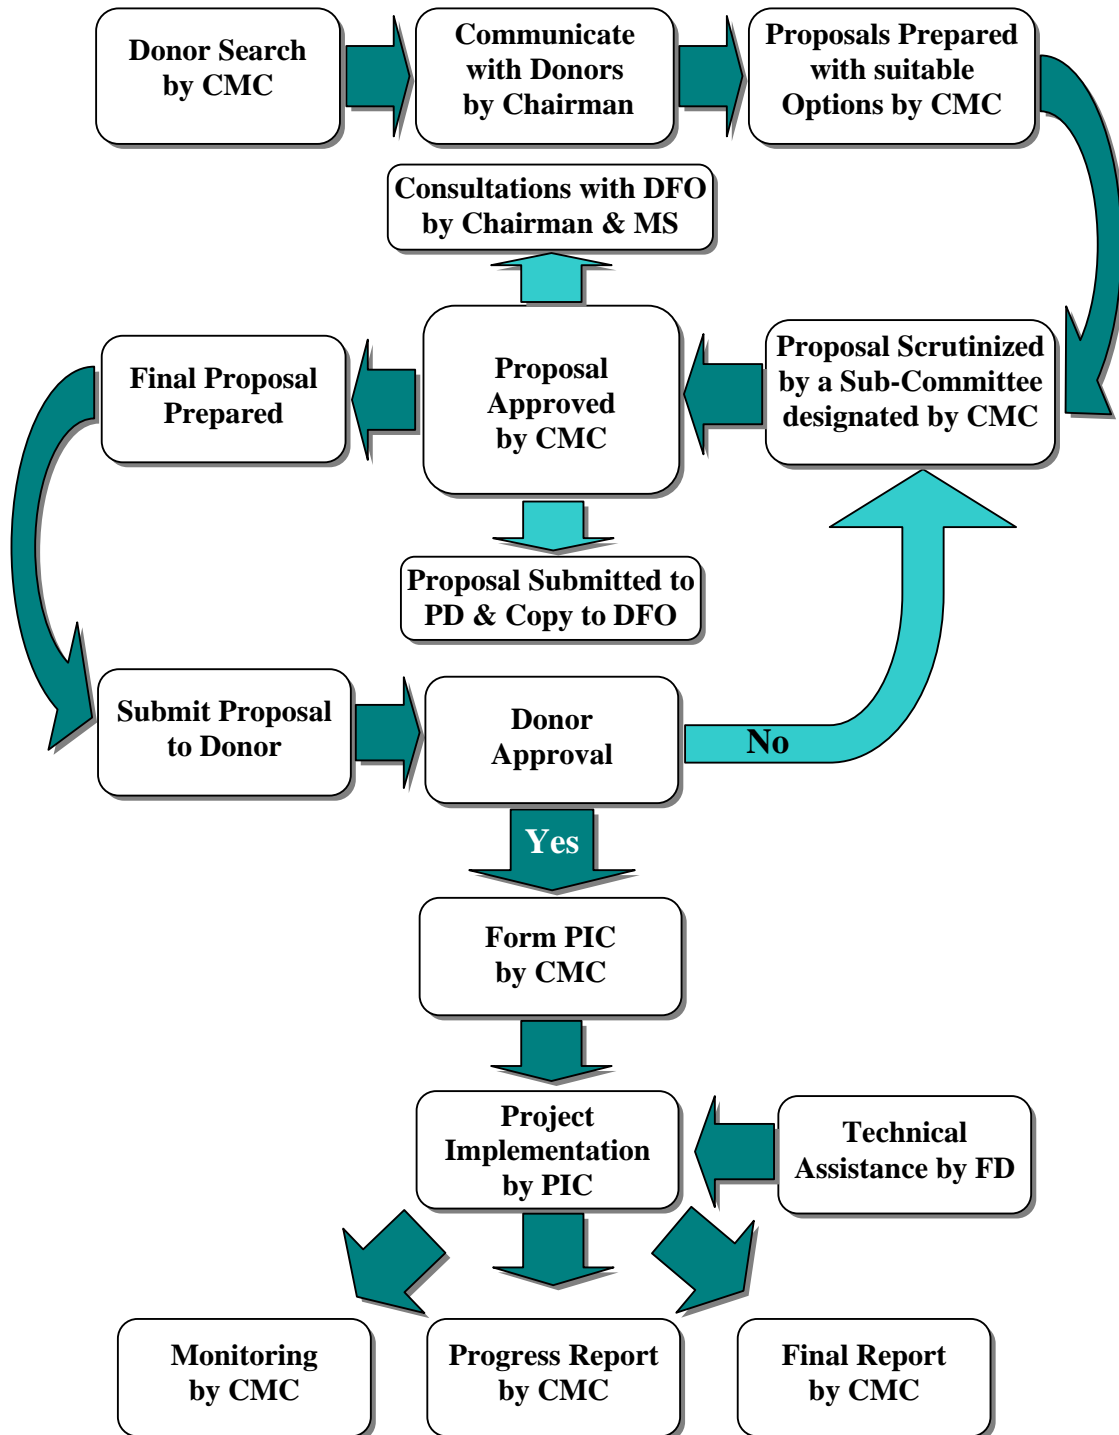 Donor Search
by CMC
Communicate
with Donors
by Chairman
Proposals Prepared
with suitable
Options by CMC
Consultations with DFO
by Chairman & MS
Final Proposal
Prepared
Proposal
Approved
by CMC
Proposal Scrutinized
by a Sub-Committee
designated by CMC
Proposal Submitted to
PD & Copy to DFO
Submit Proposal
to Donor
Donor
Approval
No
Yes
Form PIC
by CMC
Project
Implementation
by PIC
Technical
Assistance by FD
Monitoring
by CMC
Progress Report
by CMC
Final Report
by CMC